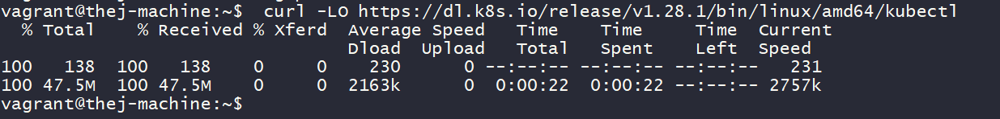 vagrant@thej-machine:~$  curl -LO https://dl.k8s.io/release/v1.28.1/bin/linux/amd64/kubectl
  % Total    % Received % Xferd  Average Speed   Time    Time     Time  Current
                                 Dload  Upload   Total   Spent    Left  Speed
100   138  100   138    0     0    230      0 --:--:-- --:--:-- --:--:--   231
100 47.5M  100 47.5M    0     0  2163k      0  0:00:22  0:00:22 --:--:-- 2757k
vagrant@thej-machine:~$